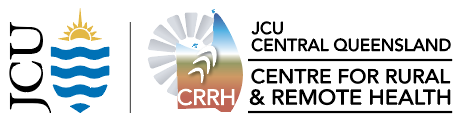 JCU
CRRH
JCU
CENTRAL QUEENSLAND
CENTRE FOR RURAL
& REMOTE HEALTH